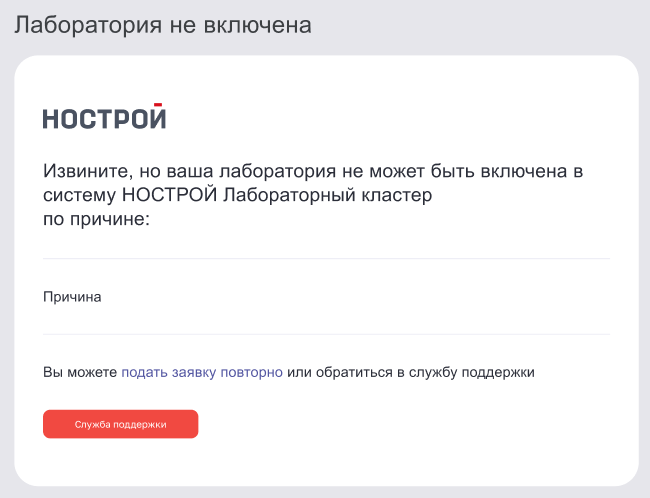 Лаборатория не включена
НОСТРОЙ
Извините, но ваша лаборатория не может быть включена в
систему НОСТРОЙ Лабораторный кластер
по причине:
Причина
Вы можете подать заявку повторно или обратиться в службу поддержки
Служба поддержки